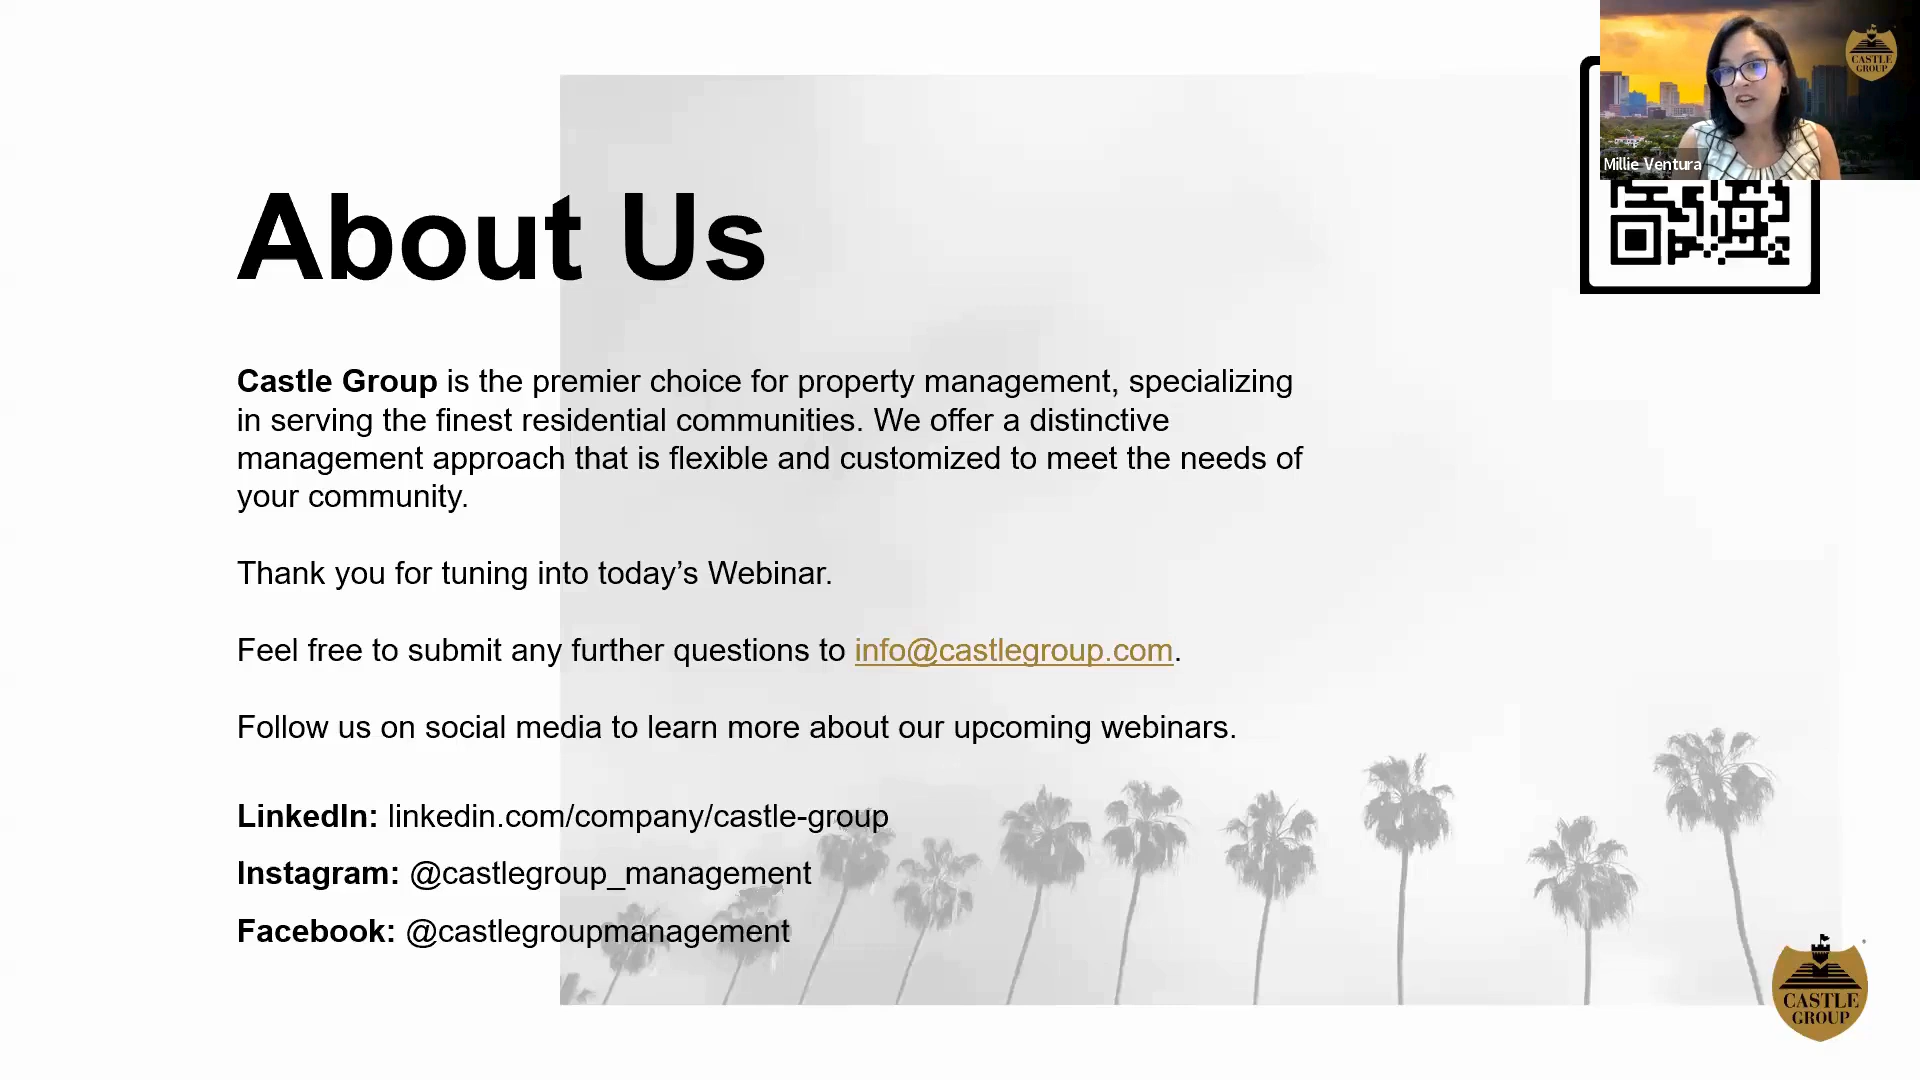 CASTLE
GROUP
Millie Ventura
About Us
Castle Group is the premier choice for property management, specializing
in serving the finest residential communities. We offer a distinctive
management approach that is flexible and customized to meet the needs of
your community.
Thank you for tuning into today’s Webinar.
Feel free to submit any further questions to info@castlegroup.com.
Follow us on social media to learn more about our upcoming webinars.
LinkedIn: linkedin.com/company/castle-group
Instagram: @castlegroup_management
Facebook: @castlegroupmanagement
CASTLE
GROUP